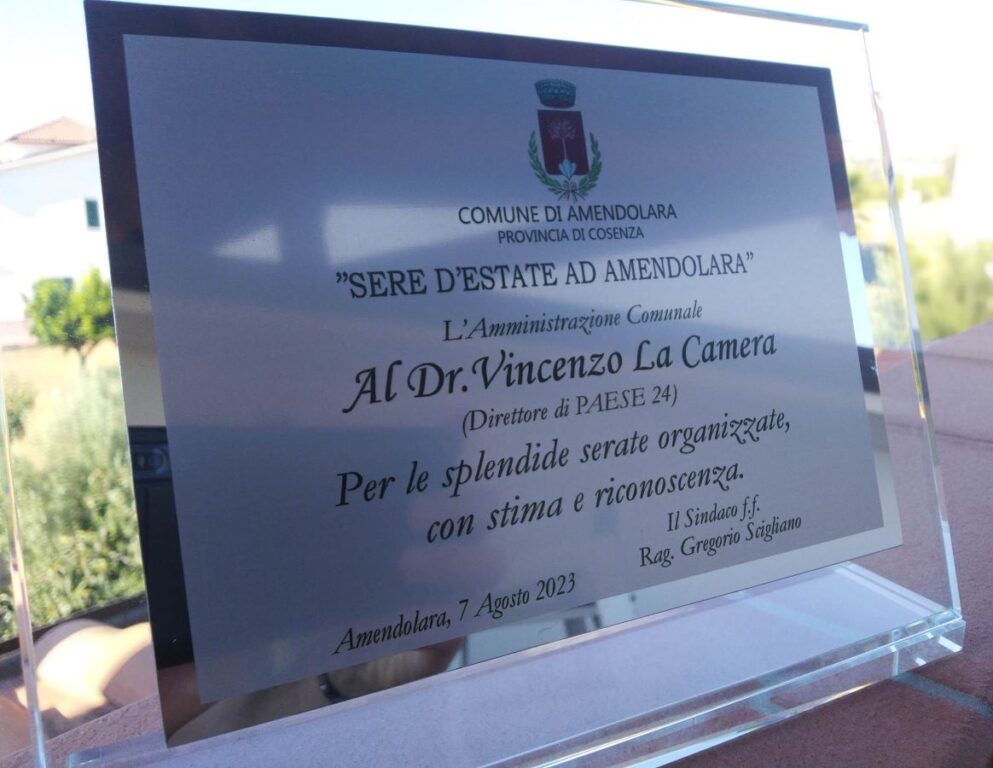 COMUNE DI AMENDOLARA
PROVINCIA DI COSENZA
"SERE D'ESTATE AD AMENDOLARA"
L'Amministrazione Comunale
Al Dr.Vincenzo La Camera
(Direttore di PAESE 24)
Per le splendide serate organizzate,
con stima e riconoscenza.
Il Sindaco f.f.
Rag. Gregorio Scigliano
Amendolara, 7 Agosto 2023